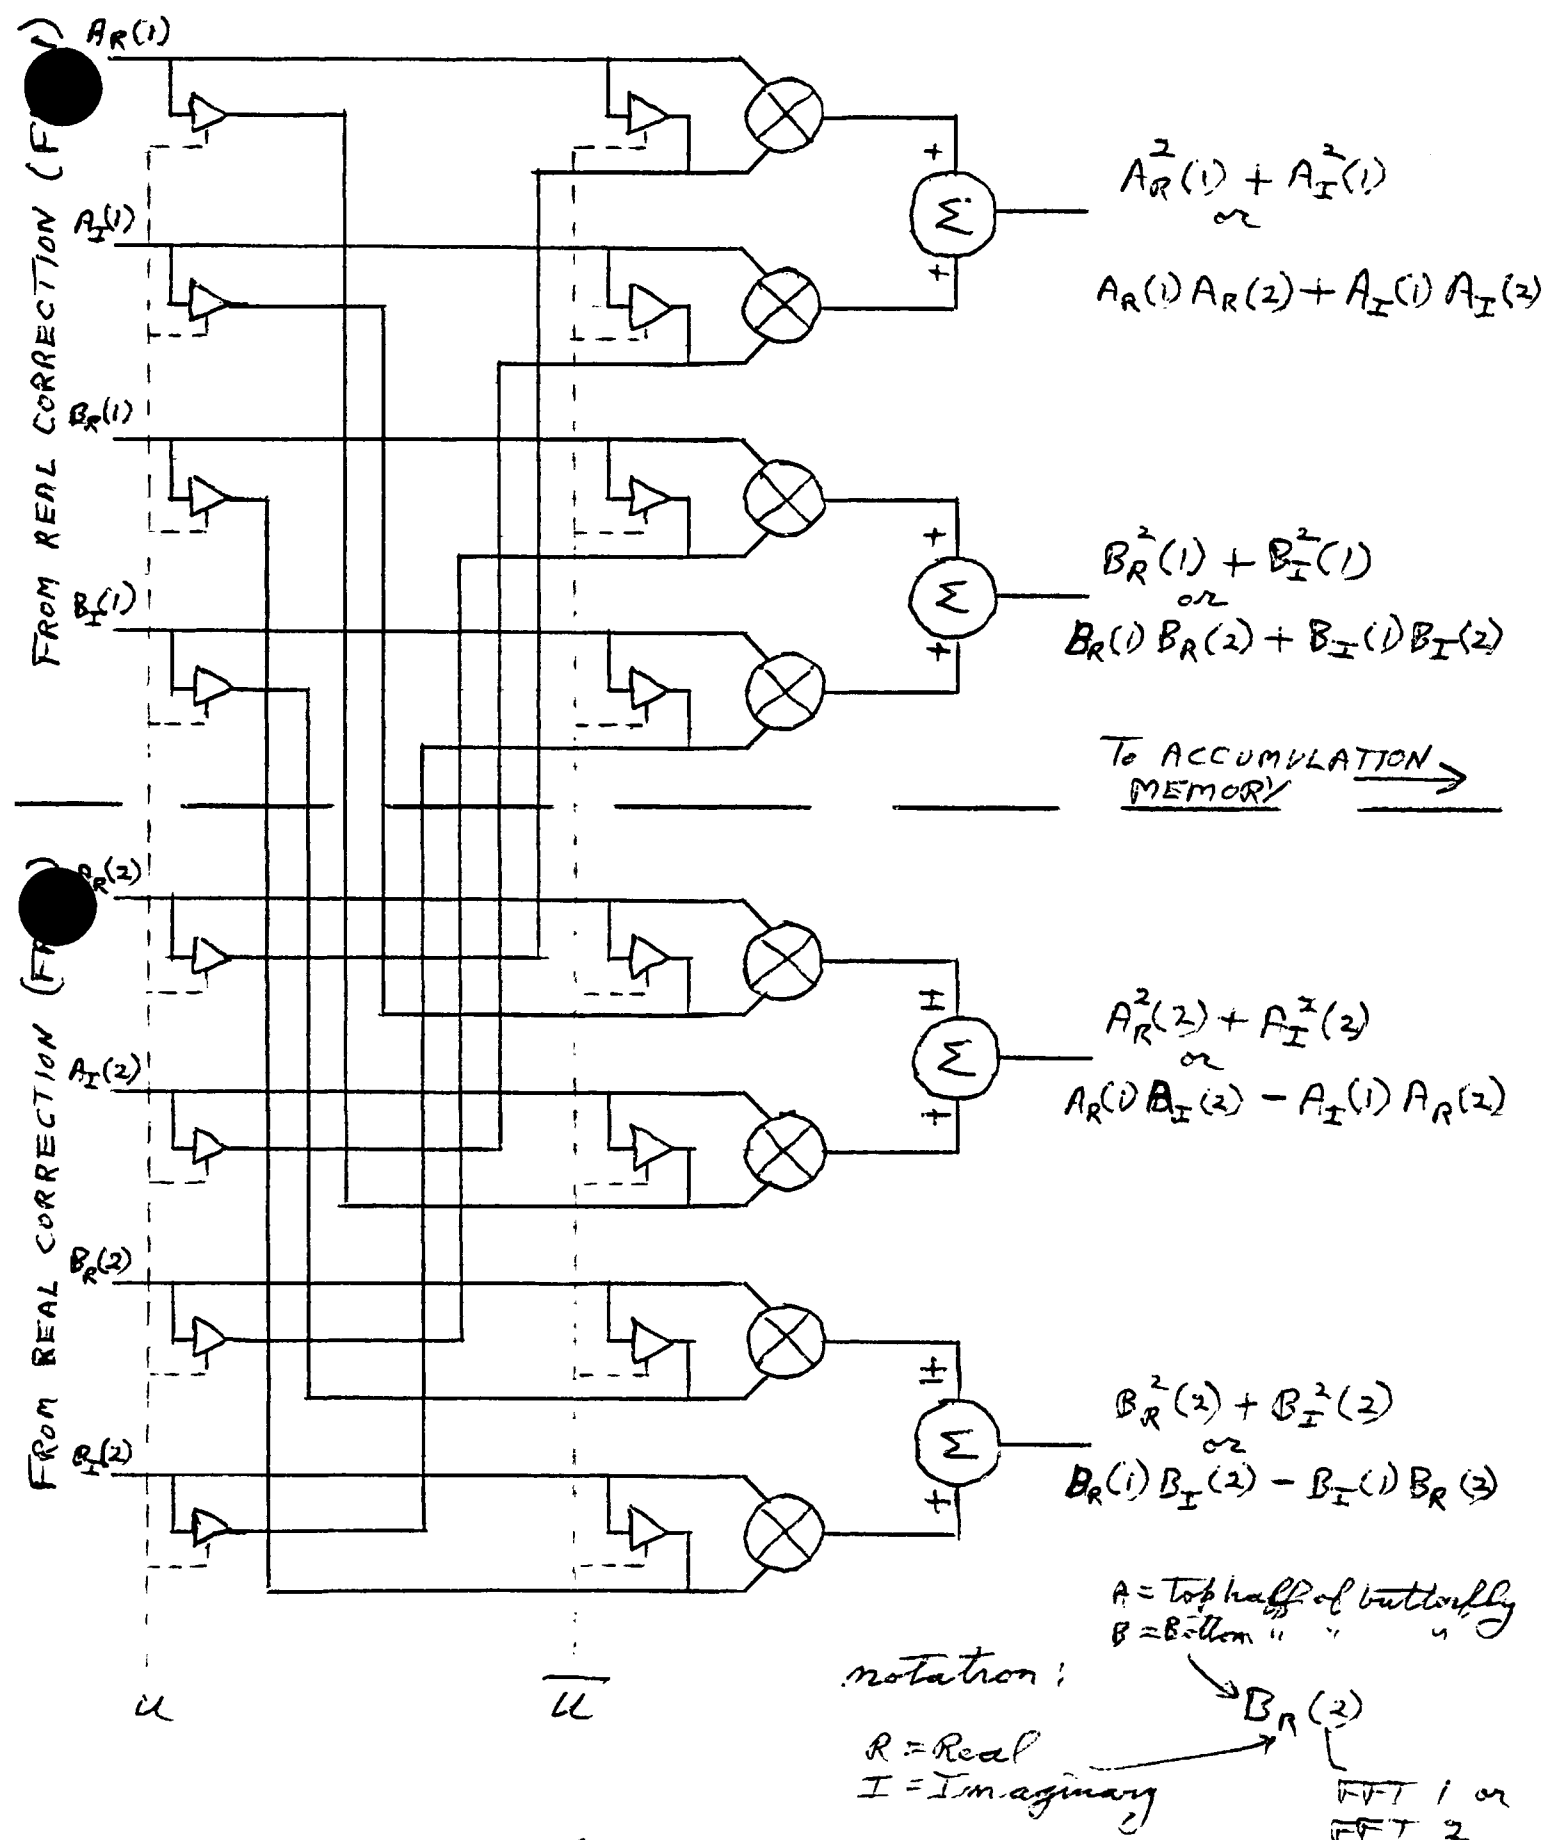 A_R(1)
FROM REAL CORRECTION (F
A_I(1)
B_R(1)
B_I(1)
+
Σ
+
A_R^2(1) + A_I^2(1)
or
A_R(1) A_R(2) + A_I(1) A_I(2)
+
Σ
+
B_R^2(1) + B_I^2(1)
or
B_R(1) B_R(2) + B_I(1) B_I(2)
To ACCUMULATION
MEMORY
A_R(2)
FROM REAL CORRECTION (F
A_I(2)
B_R(2)
B_I(2)
±
Σ
+
A_R^2(2) + A_I^2(2)
or
A_R(1) B_I(2) - A_I(1) A_R(2)
±
Σ
+
B_R^2(2) + B_I^2(2)
or
B_R(1) B_I(2) - B_I(1) B_R(2)
A = Top half of butterfly
B = Bottom " " "
u
u̅
notation:
B_R(2)
R = Real
I = Imaginary
FFT 1 or
FFT 2